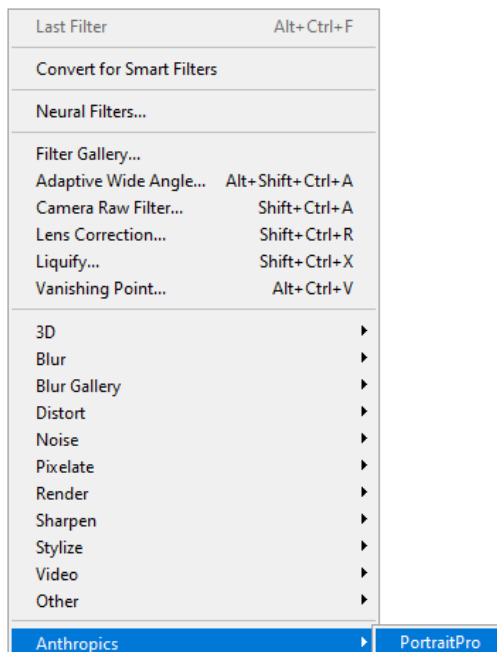 Last Filter Alt+Ctrl+F
Convert for Smart Filters
Neural Filters...
Filter Gallery...
Adaptive Wide Angle... Alt+Shift+Ctrl+A
Camera Raw Filter... Shift+Ctrl+A
Lens Correction... Shift+Ctrl+R
Liquify... Shift+Ctrl+X
Vanishing Point... Alt+Ctrl+V
3D
Blur
Blur Gallery
Distort
Noise
Pixelate
Render
Sharpen
Stylize
Video
Other
Anthropics PortraitPro